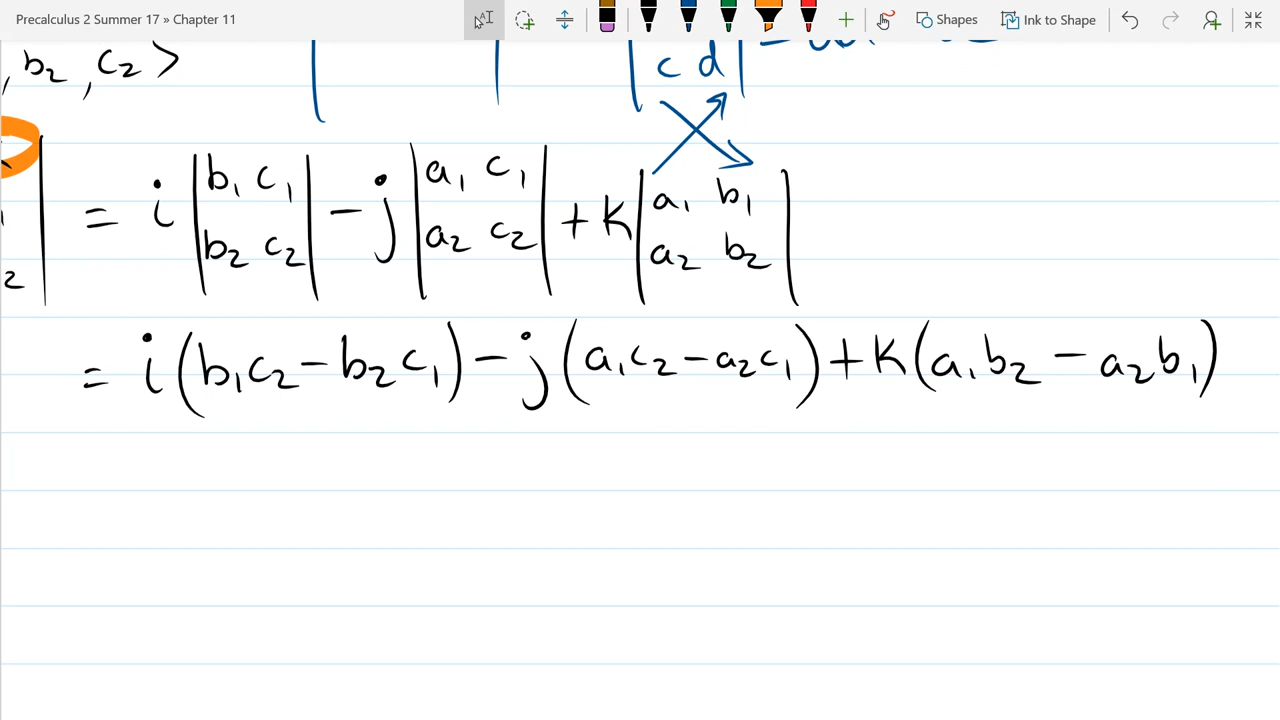 Precalculus 2 Summer 17 » Chapter 11
Shapes
Ink to Shape
, b₂, c₂ >
c d
= i | b₁ c₁ | - j | a₁ c₁ | + k | a₁ b₁ |
2 | b₂ c₂ | | a₂ c₂ | | a₂ b₂ |
= i (b₁c₂ - b₂c₁) - j (a₁c₂ - a₂c₁) + k (a₁b₂ - a₂b₁)